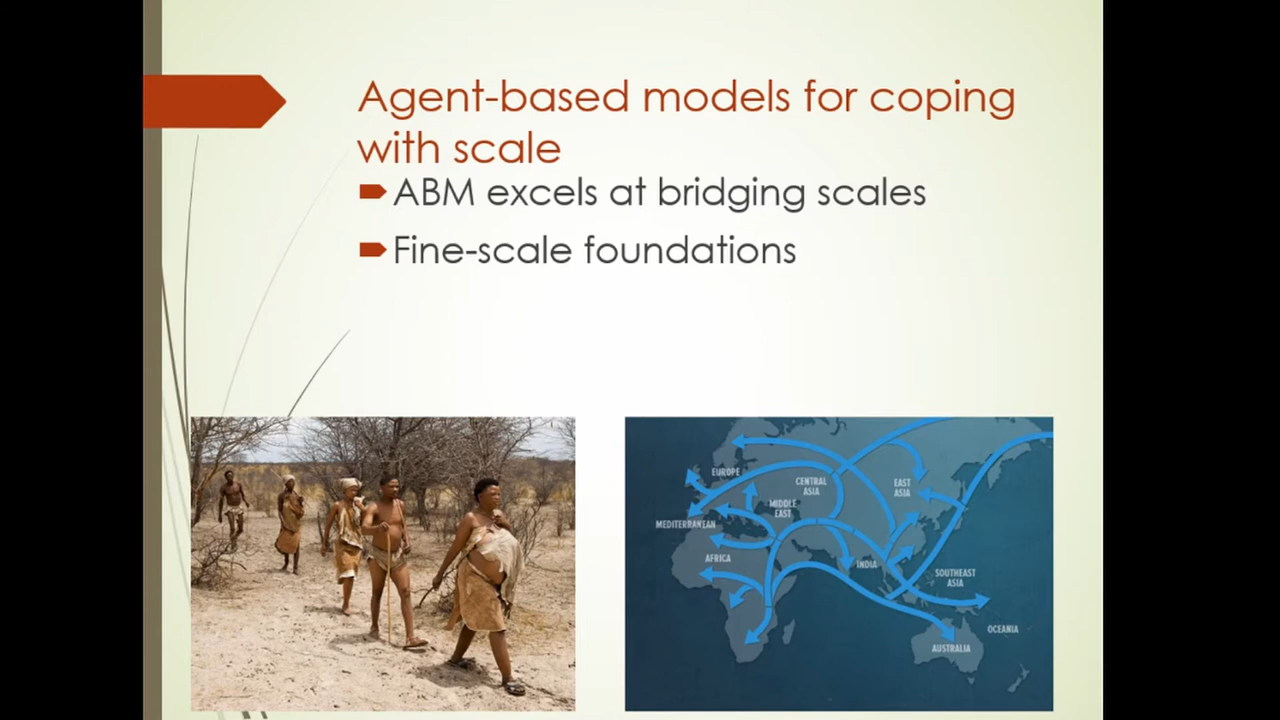 Agent-based models for coping
with scale
ABM excels at bridging scales
Fine-scale foundations
EUROPE
CENTRAL
ASIA
EAST
ASIA
MIDDLE
EAST
MEDITERRANEAN
AFRICA
INDIA
SOUTHEAST
ASIA
OCEANIA
AUSTRALIA